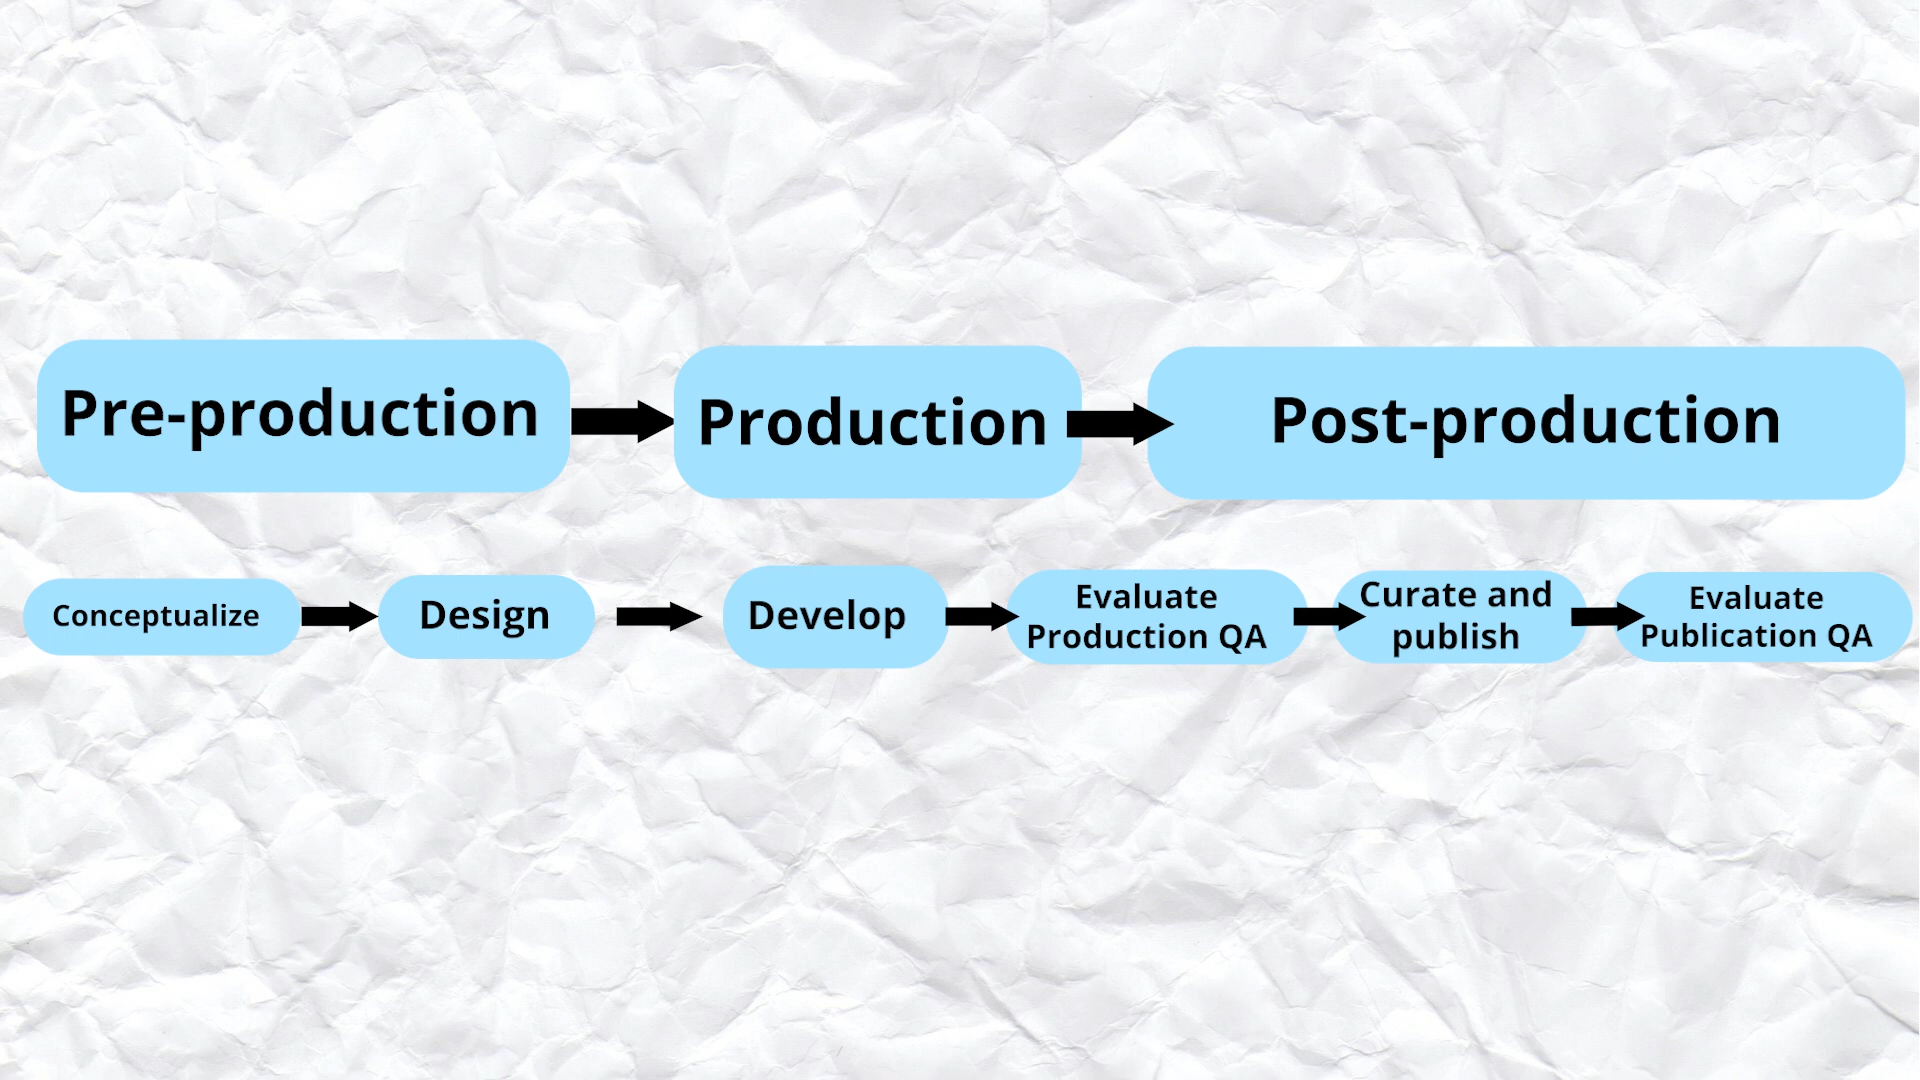 Pre-production
Production
Post-production
Conceptualize
Design
Develop
Evaluate
Production QA
Curate and
publish
Evaluate
Publication QA